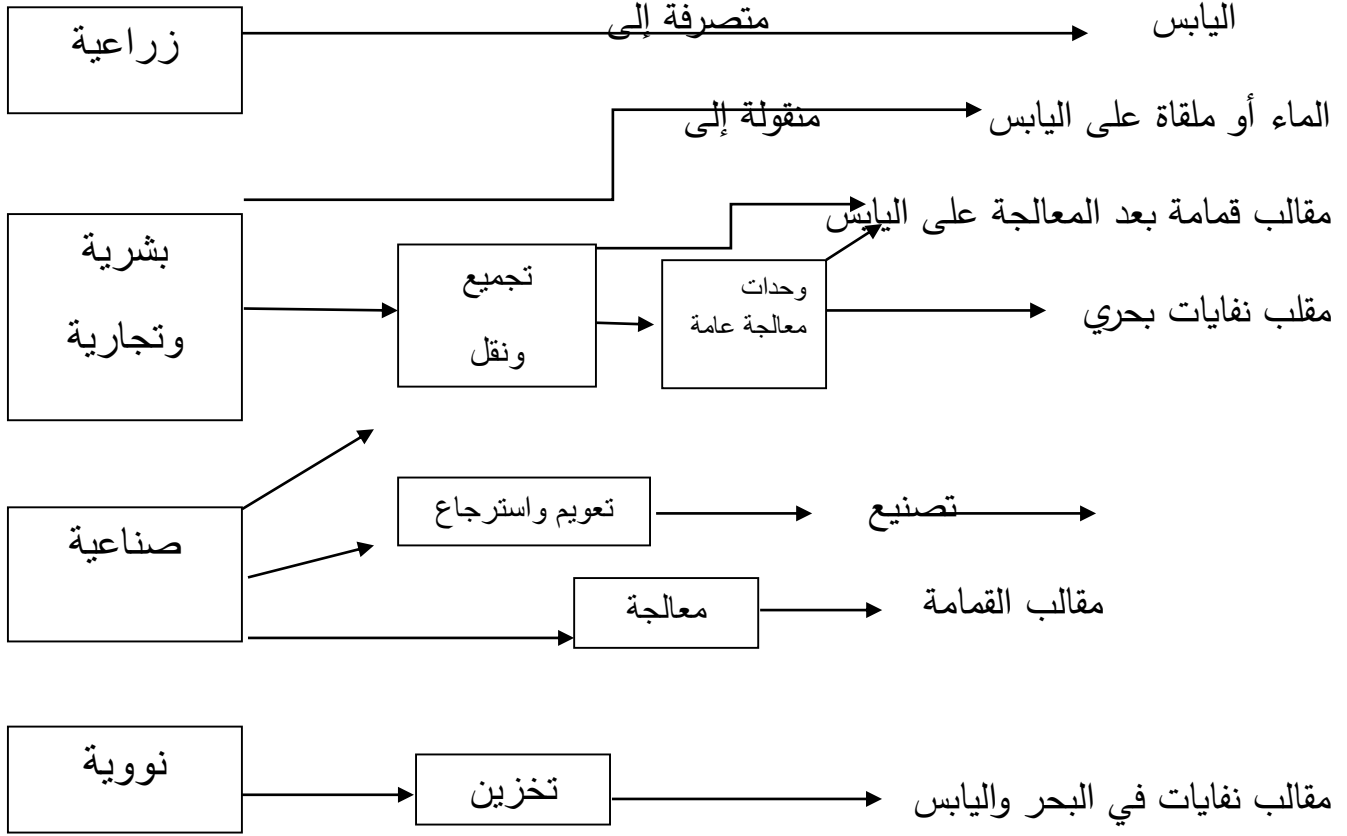 زراعية
متصرفة إلى
اليابس
منقولة إلى
الماء أو ملقاة على اليابس
بشرية
وتجارية
تجميع
ونقل
وحدات
معالجة عامة
مقالب قمامة بعد المعالجة على اليابس
مقلب نفايات بحري
صناعية
تعويم واسترجاع
تصنيع
معالجة
مقالب القمامة
نووية
تخزين
مقالب نفايات في البحر واليابس